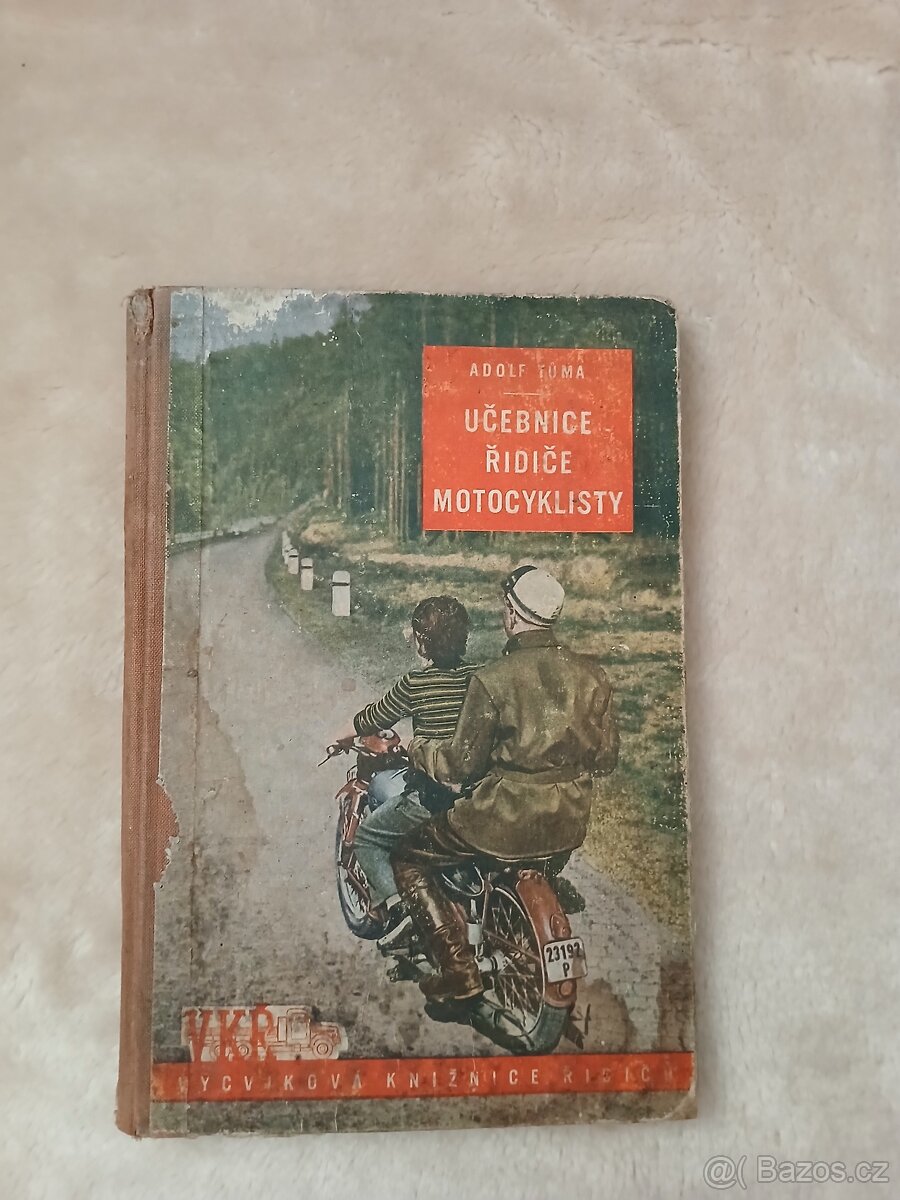 ADOLF TŮMA
UČEBNICE
ŘIDIČE
MOTOCYKLISTY
23192
P
VKŘ
VÝCVIKOVÁ KNIŽNICE ŘIDIČŮ
@( Bazos.cz